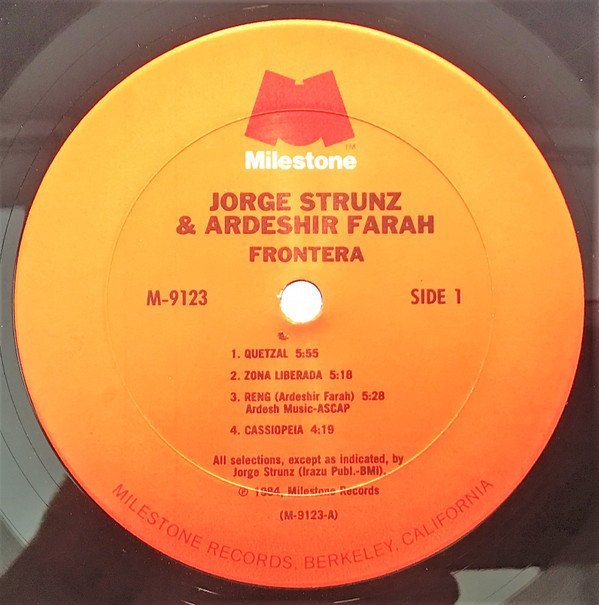 TM
Milestone
JORGE STRUNZ
& ARDESHIR FARAH
FRONTERA
M-9123 SIDE 1
1. QUETZAL 5:55
2. ZONA LIBERADA 5:18
3. RENG (Ardeshir Farah) 5:28
Ardesh Music-ASCAP
4. CASSIOPEIA 4:19
All selections, except as indicated, by
Jorge Strunz (Irazu Publ.-BMI).
℗ 1984, Milestone Records
(M-9123-A)
MILESTONE RECORDS, BERKELEY, CALIFORNIA